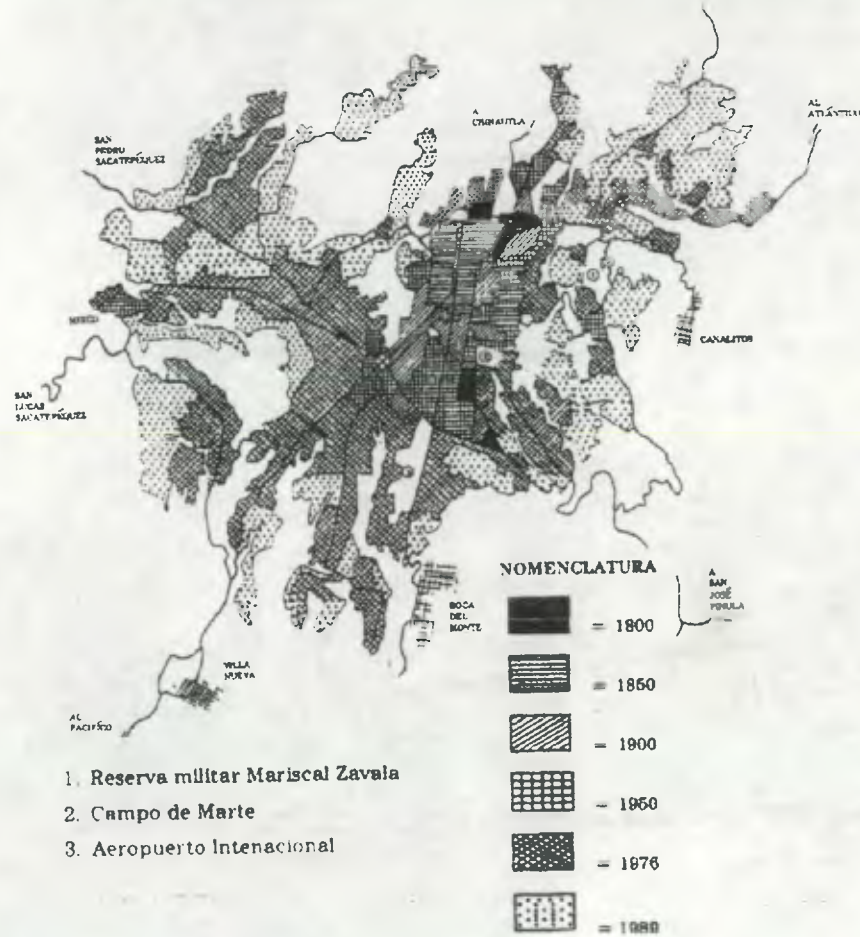 A
CHINAUTLA
AL
ATLÁNTICO
SAN
PEDRO
SACATEPÉQUEZ
MIXCO
CANALITOS
SAN
LUCAS
SACATEPÉQUEZ
NOMENCLATURA
A
SAN
JOSÉ
PINULA
BOCA
DEL
MONTE
= 1800
= 1850
VILLA
NUEVA
AL
PACIFICO
= 1900
1. Reserva militar Mariscal Zavala
= 1950
2. Campo de Marte
3. Aeropuerto Intenacional
= 1976